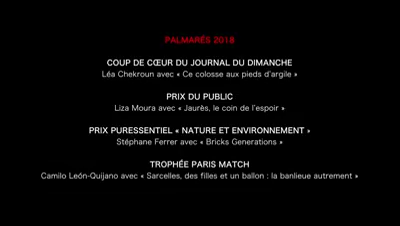 PALMARÉS 2018
COUP DE CŒUR DU JOURNAL DU DIMANCHE
Léa Chekroun avec « Ce colosse aux pieds d'argile »
PRIX DU PUBLIC
Liza Moura avec « Jaurès, le coin de l'espoir »
PRIX PURESSENTIEL « NATURE ET ENVIRONNEMENT »
Stéphane Ferrer avec « Bricks Generations »
TROPHÉE PARIS MATCH
Camilo León-Quijano avec « Sarcelles, des filles et un ballon : la banlieue autrement »